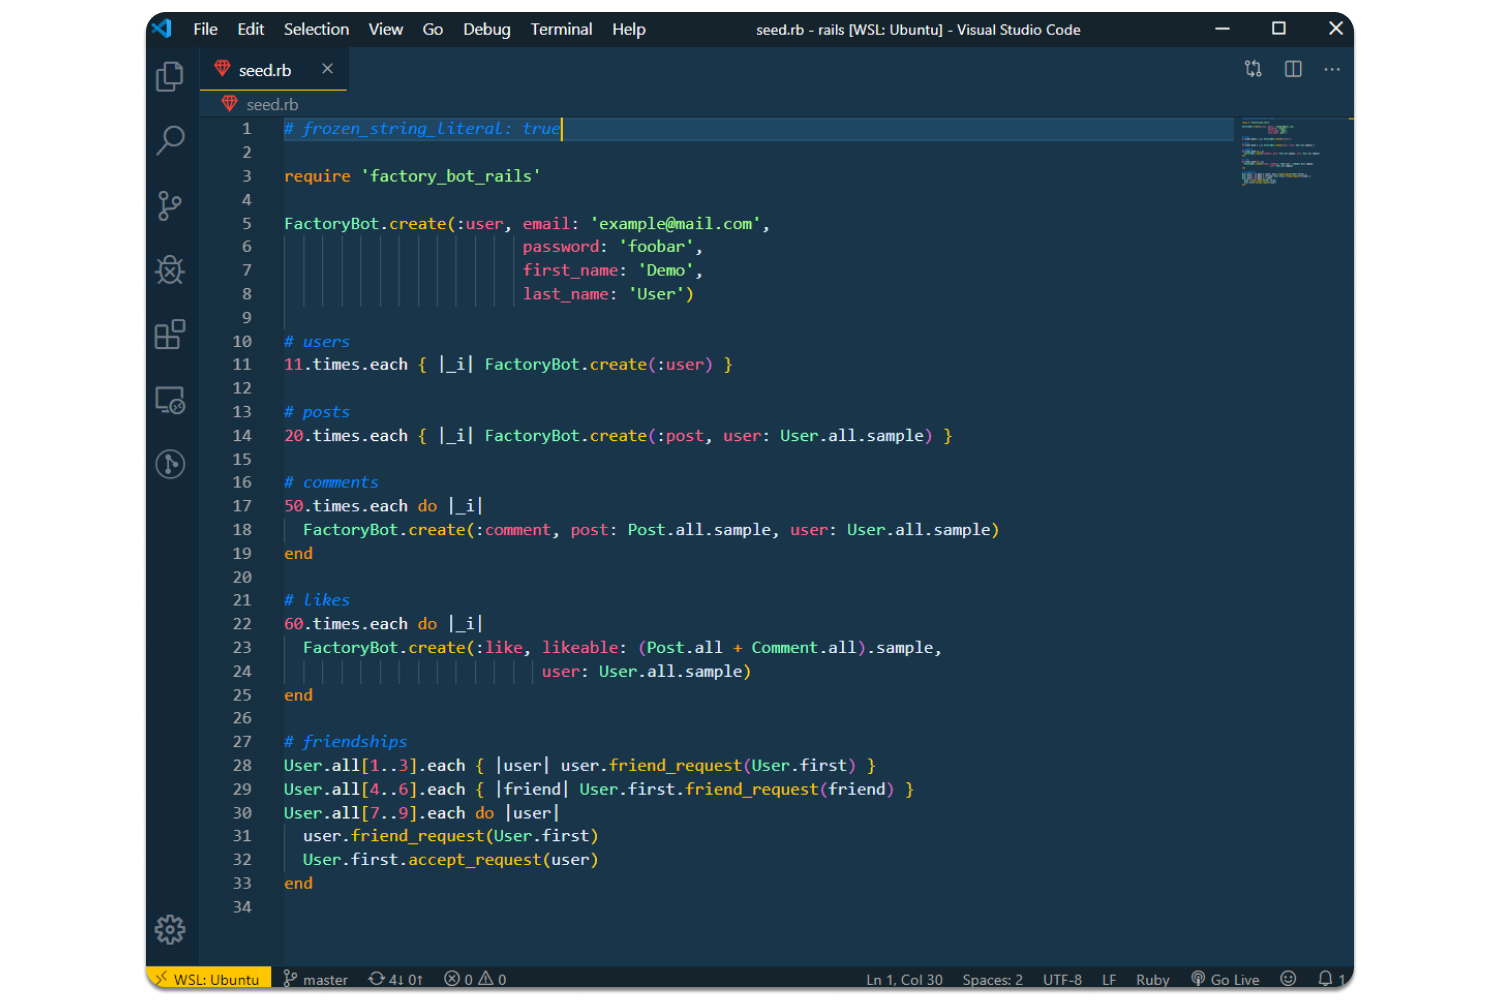 File Edit Selection View Go Debug Terminal Help seed.rb - rails [WSL: Ubuntu] - Visual Studio Code
seed.rb
seed.rb
1 # frozen_string_literal: true
2
3 require 'factory_bot_rails'
4
5 FactoryBot.create(:user, email: 'example@mail.com',
6 password: 'foobar',
7 first_name: 'Demo',
8 last_name: 'User')
9
10 # users
11 11.times.each { |_i| FactoryBot.create(:user) }
12
13 # posts
14 20.times.each { |_i| FactoryBot.create(:post, user: User.all.sample) }
15
16 # comments
17 50.times.each do |_i|
18 FactoryBot.create(:comment, post: Post.all.sample, user: User.all.sample)
19 end
20
21 # likes
22 60.times.each do |_i|
23 FactoryBot.create(:like, likeable: (Post.all + Comment.all).sample,
24 user: User.all.sample)
25 end
26
27 # friendships
28 User.all[1..3].each { |user| user.friend_request(User.first) }
29 User.all[4..6].each { |friend| User.first.friend_request(friend) }
30 User.all[7..9].each do |user|
31 user.friend_request(User.first)
32 User.first.accept_request(user)
33 end
34
WSL: Ubuntu master 4↓ 0↑ 0 0 Ln 1, Col 30 Spaces: 2 UTF-8 LF Ruby Go Live 1